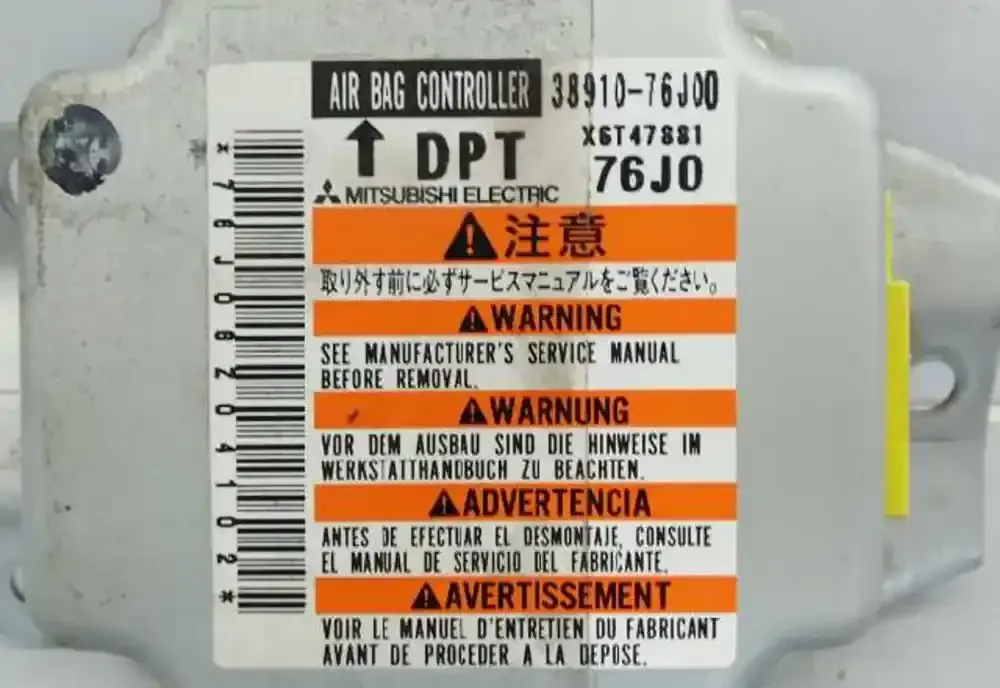 AIR BAG CONTROLLER 38910-76J00
DPT
X6T47881
76J0
MITSUBISHI ELECTRIC
注意
取り外す前に必ずサービスマニュアルをご覧ください。
WARNING
SEE MANUFACTURER'S SERVICE MANUAL
BEFORE REMOVAL.
WARNUNG
VOR DEM AUSBAU SIND DIE HINWEISE IM
WERKSTATTHANDBUCH ZU BEACHTEN.
ADVERTENCIA
ANTES DE EFECTUAR EL DESMONTAJE, CONSULTE
EL MANUAL DE SERVICIO DEL FABRICANTE.
AVERTISSEMENT
VOIR LE MANUEL D'ENTRETIEN DU FABRICANT
AVANT DE PROCEDER A LA DEPOSE.
*76J06204102*